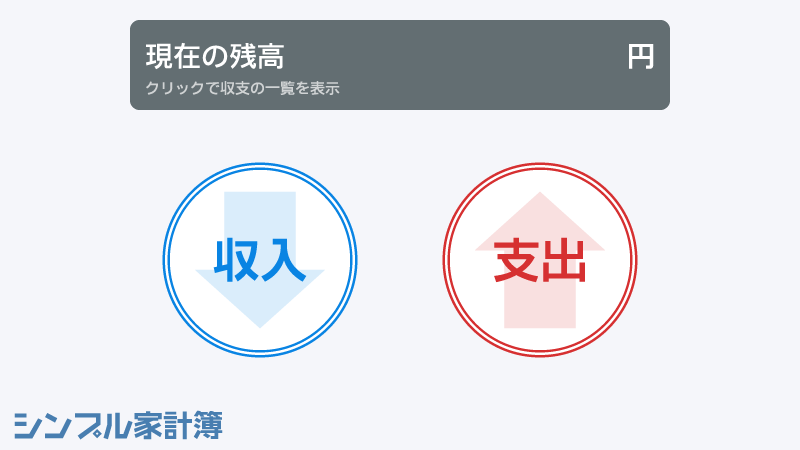 現在の残高 円
クリックで収支の一覧を表示
収入 支出
シンプル家計簿